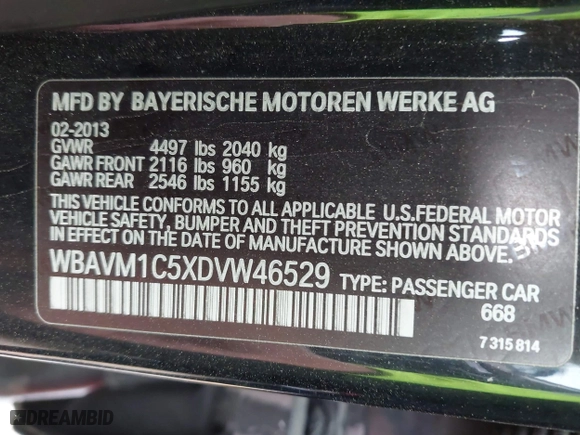 MFD BY BAYERISCHE MOTOREN WERKE AG
02-2013
GVWR 4497 lbs 2040 kg
GAWR FRONT 2116 lbs 960 kg
GAWR REAR 2546 lbs 1155 kg
THIS VEHICLE CONFORMS TO ALL APPLICABLE U.S.FEDERAL MOTOR
VEHICLE SAFETY, BUMPER AND THEFT PREVENTION STANDARDS
IN EFFECT ON THE DATE OF MANUFACTURE SHOWN ABOVE.
WBAVM1C5XDVW46529 TYPE: PASSENGER CAR
668
7 315 814
DREAMBID